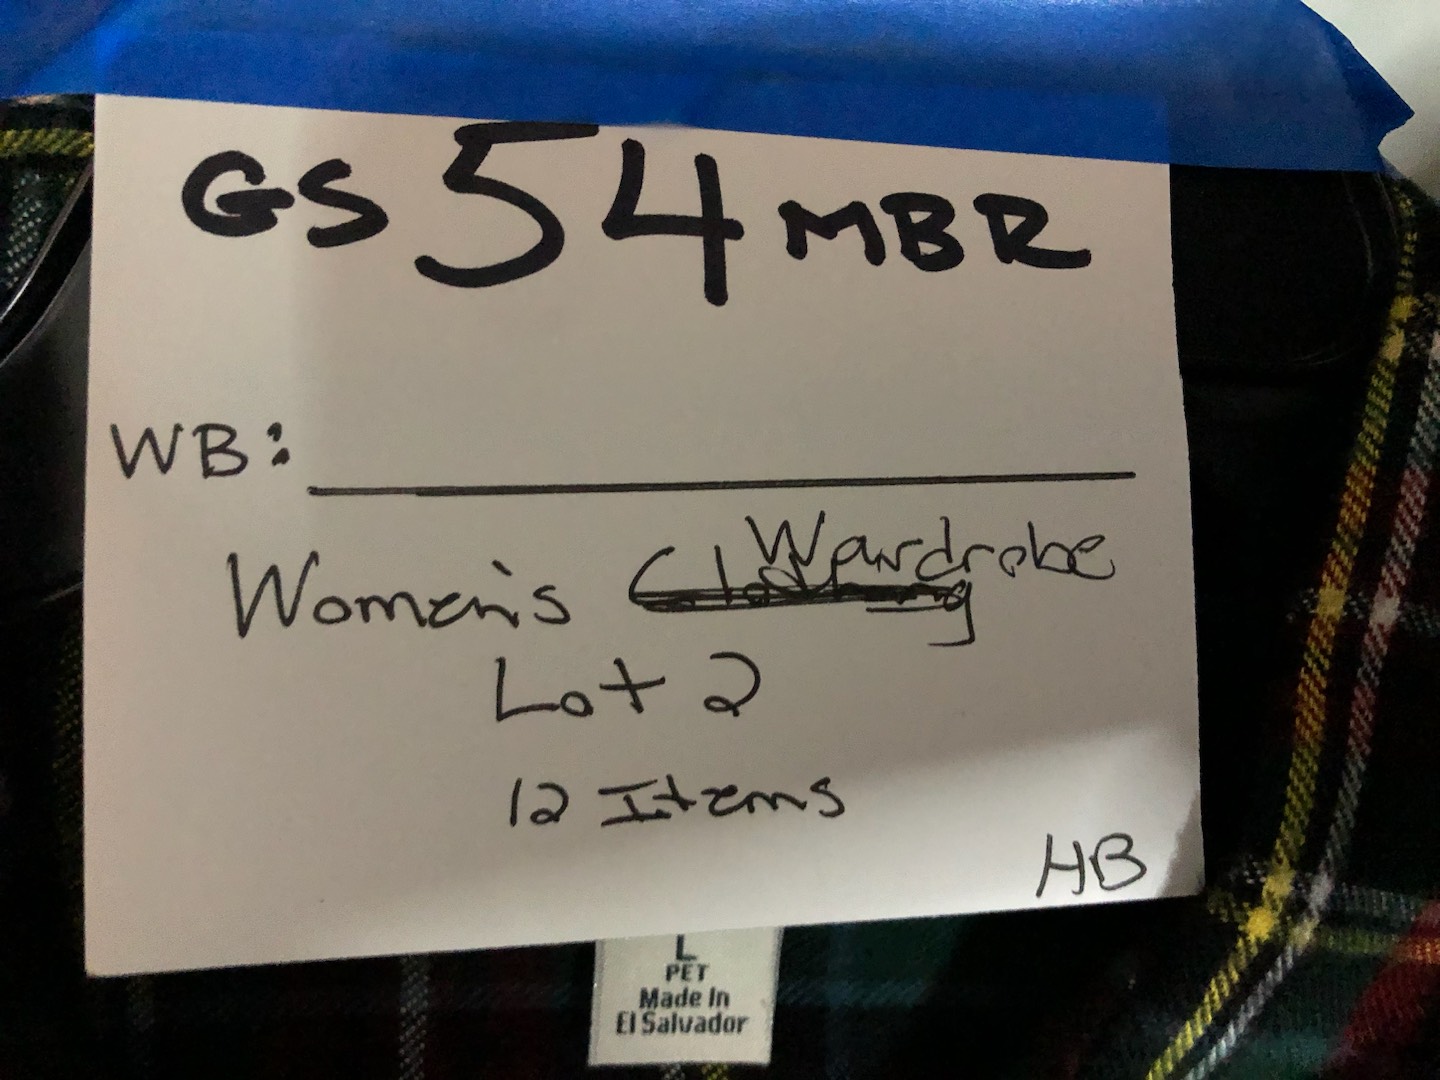 GS 54 MBR
WB:
Women's Clothing Wardrobe
Lot 2
12 Items
HB
L
PET
Made In
El Salvador